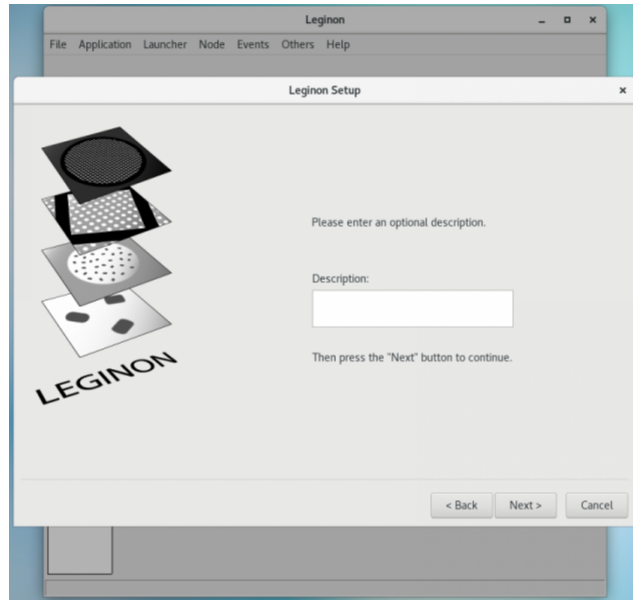 Leginon
File Application Launcher Node Events Others Help
Leginon Setup
Please enter an optional description.
Description:
Then press the "Next" button to continue.
LEGINON
< Back Next > Cancel